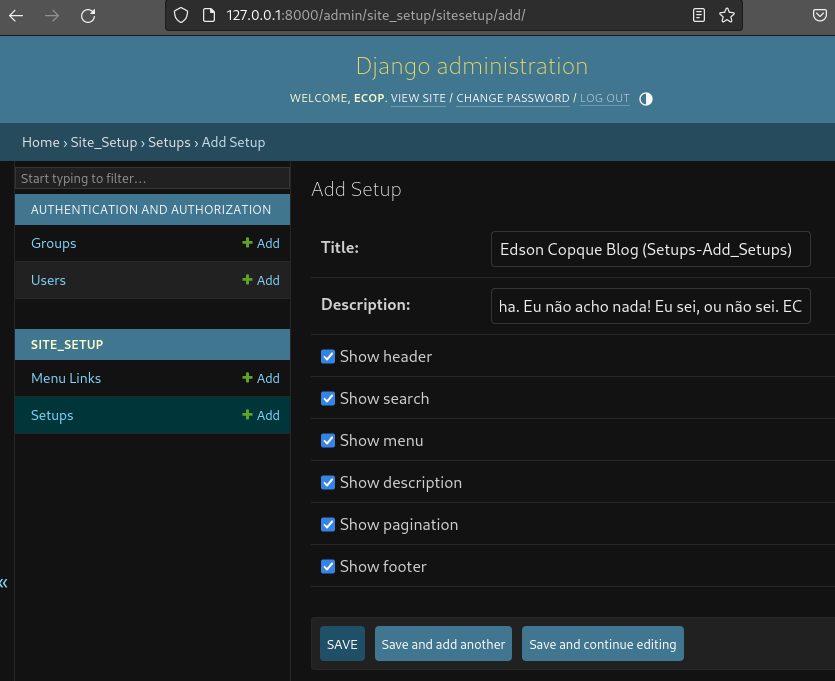 127.0.0.1:8000/admin/site_setup/sitesetup/add/
Django administration
WELCOME, ECOP. VIEW SITE / CHANGE PASSWORD / LOG OUT
Home › Site_Setup › Setups › Add Setup
Start typing to filter…
AUTHENTICATION AND AUTHORIZATION
Groups + Add
Users + Add
SITE_SETUP
Menu Links + Add
Setups + Add
«
Add Setup
Title: Edson Copque Blog (Setups-Add_Setups)
Description: ha. Eu não acho nada! Eu sei, ou não sei. EC
Show header
Show search
Show menu
Show description
Show pagination
Show footer
SAVE Save and add another Save and continue editing